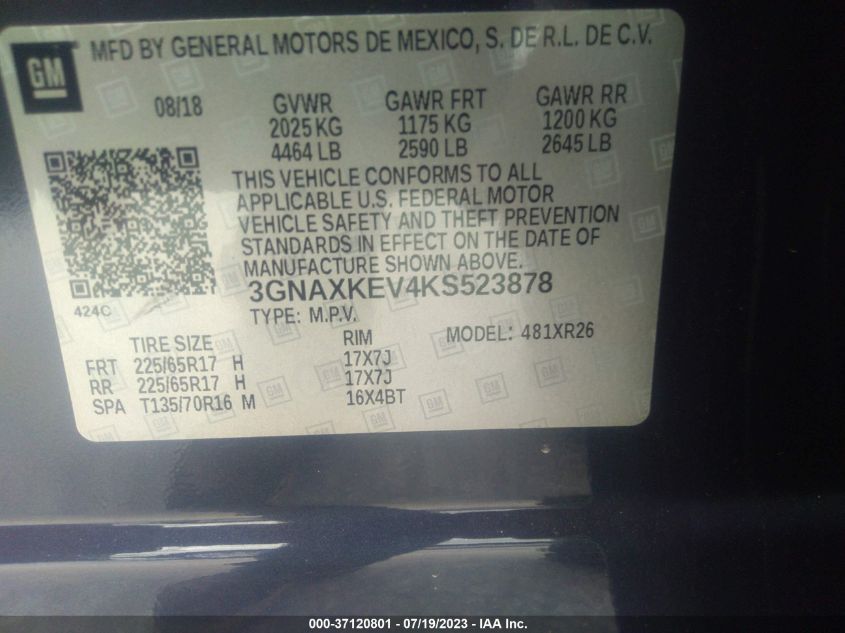 GM
MFD BY GENERAL MOTORS DE MEXICO, S. DE R.L. DE C.V.
08/18 GVWR GAWR FRT GAWR RR
2025 KG 1175 KG 1200 KG
4464 LB 2590 LB 2645 LB
THIS VEHICLE CONFORMS TO ALL
APPLICABLE U.S. FEDERAL MOTOR
VEHICLE SAFETY AND THEFT PREVENTION
STANDARDS IN EFFECT ON THE DATE OF
MANUFACTURE SHOWN ABOVE.
424C 3GNAXKEV4KS523878
TYPE: M.P.V. MODEL: 481XR26
TIRE SIZE RIM
FRT 225/65R17 H 17X7J
RR 225/65R17 H 17X7J
SPA T135/70R16 M 16X4BT
000-37120801 - 07/19/2023 - IAA Inc.